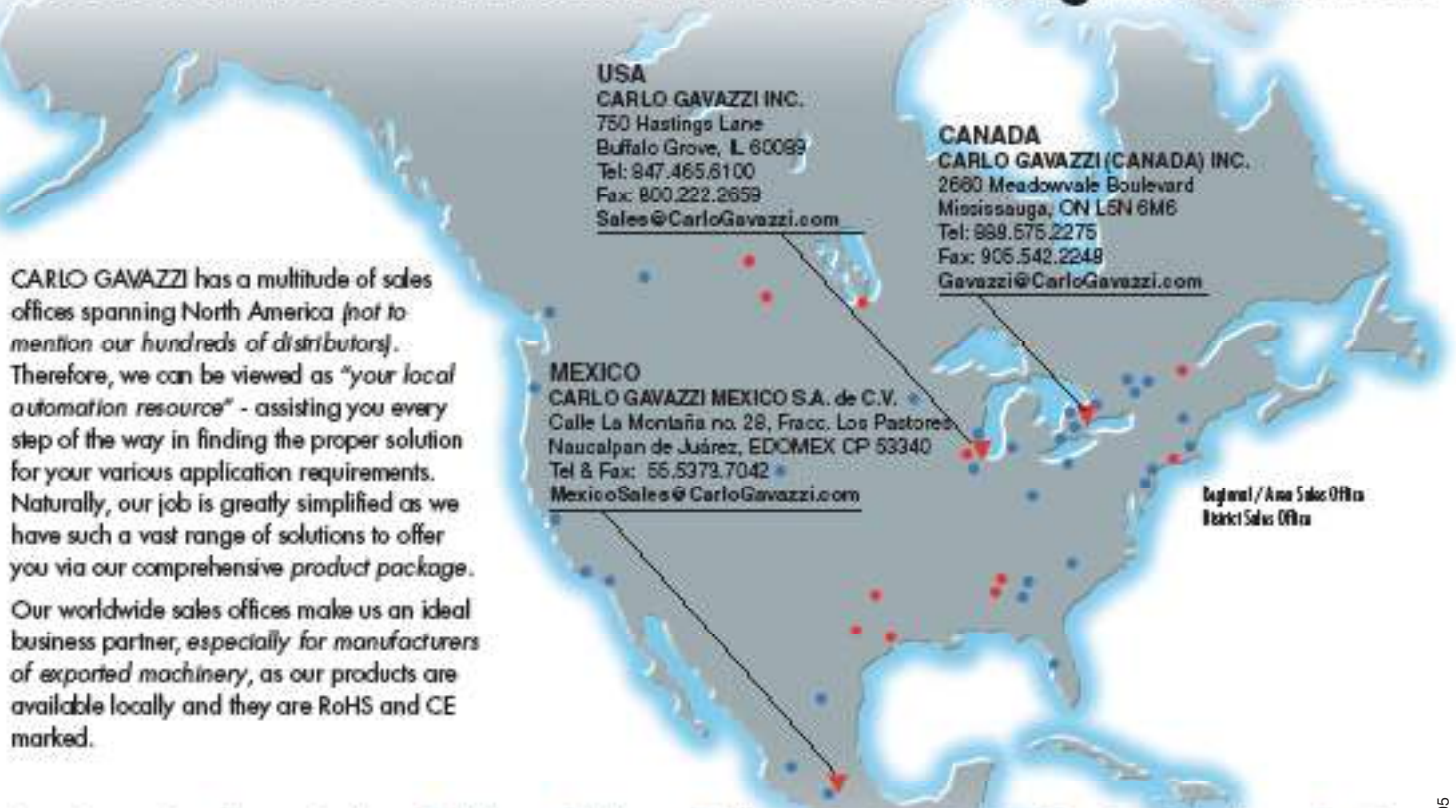 USA
CARLO GAVAZZI INC.
750 Hastings Lane
Buffalo Grove, IL 60089
Tel: 847.465.6100
Fax: 800.222.2659
Sales@CarloGavazzi.com
CANADA
CARLO GAVAZZI (CANADA) INC.
2660 Meadowvale Boulevard
Mississauga, ON L5N 6M6
Tel: 888.575.2275
Fax: 905.542.2248
Gavazzi@CarloGavazzi.com
MEXICO
CARLO GAVAZZI MEXICO S.A. de C.V.
Calle La Montaña no. 28, Fracc. Los Pastores
Naucalpan de Juárez, EDOMEX CP 53340
Tel & Fax: 55.5373.7042
MexicoSales@CarloGavazzi.com
CARLO GAVAZZI has a multitude of sales
offices spanning North America (not to
mention our hundreds of distributors).
Therefore, we can be viewed as "your local
automation resource" - assisting you every
step of the way in finding the proper solution
for your various application requirements.
Naturally, our job is greatly simplified as we
have such a vast range of solutions to offer
you via our comprehensive product package.
Our worldwide sales offices make us an ideal
business partner, especially for manufacturers
of exported machinery, as our products are
available locally and they are RoHS and CE
marked.
Regional / Area Sales Office
District Sales Office